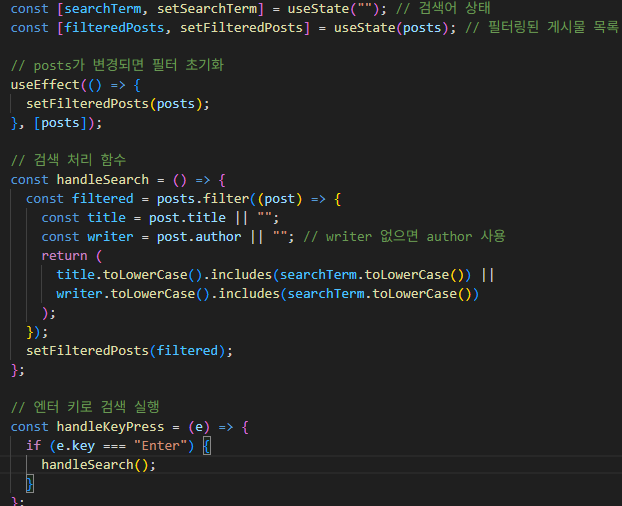 const [searchTerm, setSearchTerm] = useState(""); // 검색어 상태
const [filteredPosts, setFilteredPosts] = useState(posts); // 필터링된 게시물 목록

// posts가 변경되면 필터 초기화
useEffect(() => {
  setFilteredPosts(posts);
}, [posts]);

// 검색 처리 함수
const handleSearch = () => {
  const filtered = posts.filter((post) => {
    const title = post.title || "";
    const writer = post.author || ""; // writer 없으면 author 사용
    return (
      title.toLowerCase().includes(searchTerm.toLowerCase()) ||
      writer.toLowerCase().includes(searchTerm.toLowerCase())
    );
  });
  setFilteredPosts(filtered);
};

// 엔터 키로 검색 실행
const handleKeyPress = (e) => {
  if (e.key === "Enter") {
    handleSearch();
  }
};